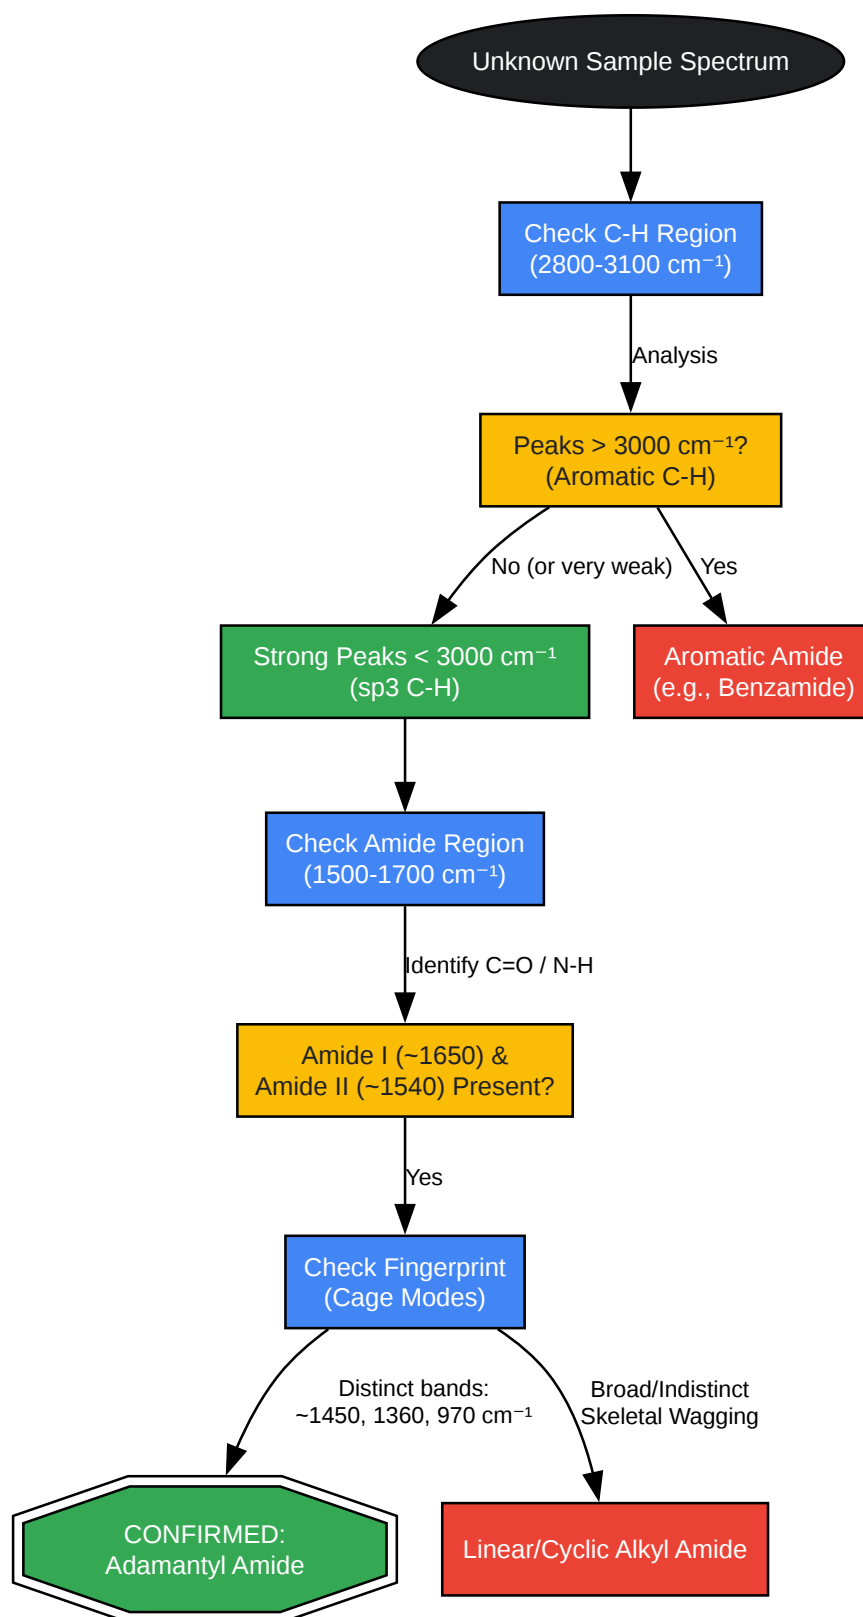 Unknown Sample Spectrum
Check C-H Region
(2800-3100 cm⁻¹)
Analysis
Peaks > 3000 cm⁻¹?
(Aromatic C-H)
No (or very weak)
Yes
Strong Peaks < 3000 cm⁻¹
(sp3 C-H)
Aromatic Amide
(e.g., Benzamide)
Check Amide Region
(1500-1700 cm⁻¹)
Identify C=O / N-H
Amide I (~1650) &
Amide II (~1540) Present?
Yes
Check Fingerprint
(Cage Modes)
Distinct bands:
~1450, 1360, 970 cm⁻¹
Broad/Indistinct
Skeletal Wagging
CONFIRMED:
Adamantyl Amide
Linear/Cyclic Alkyl Amide